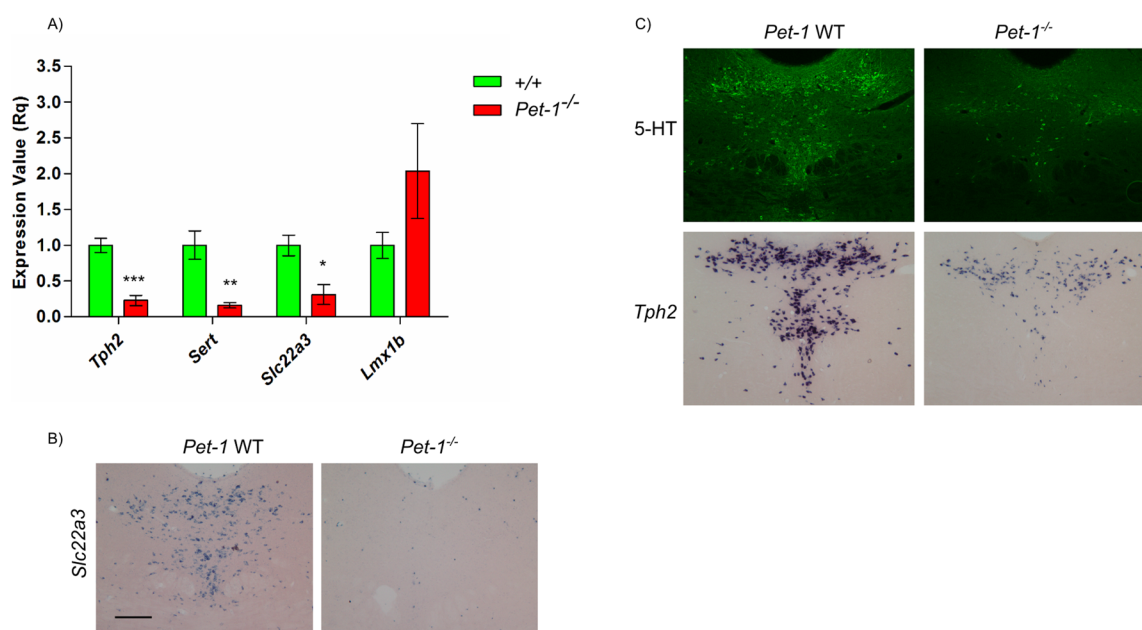 A)
3.5
3.0
2.5
2.0
1.5
1.0
0.5
0.0
Expression Value (Rq)
***
**
*
Tph2
Sert
Slc22a3
Lmx1b
+/+
Pet-1-/-
B)
Pet-1 WT
Pet-1-/-
Slc22a3
C)
Pet-1 WT
Pet-1-/-
5-HT
Tph2